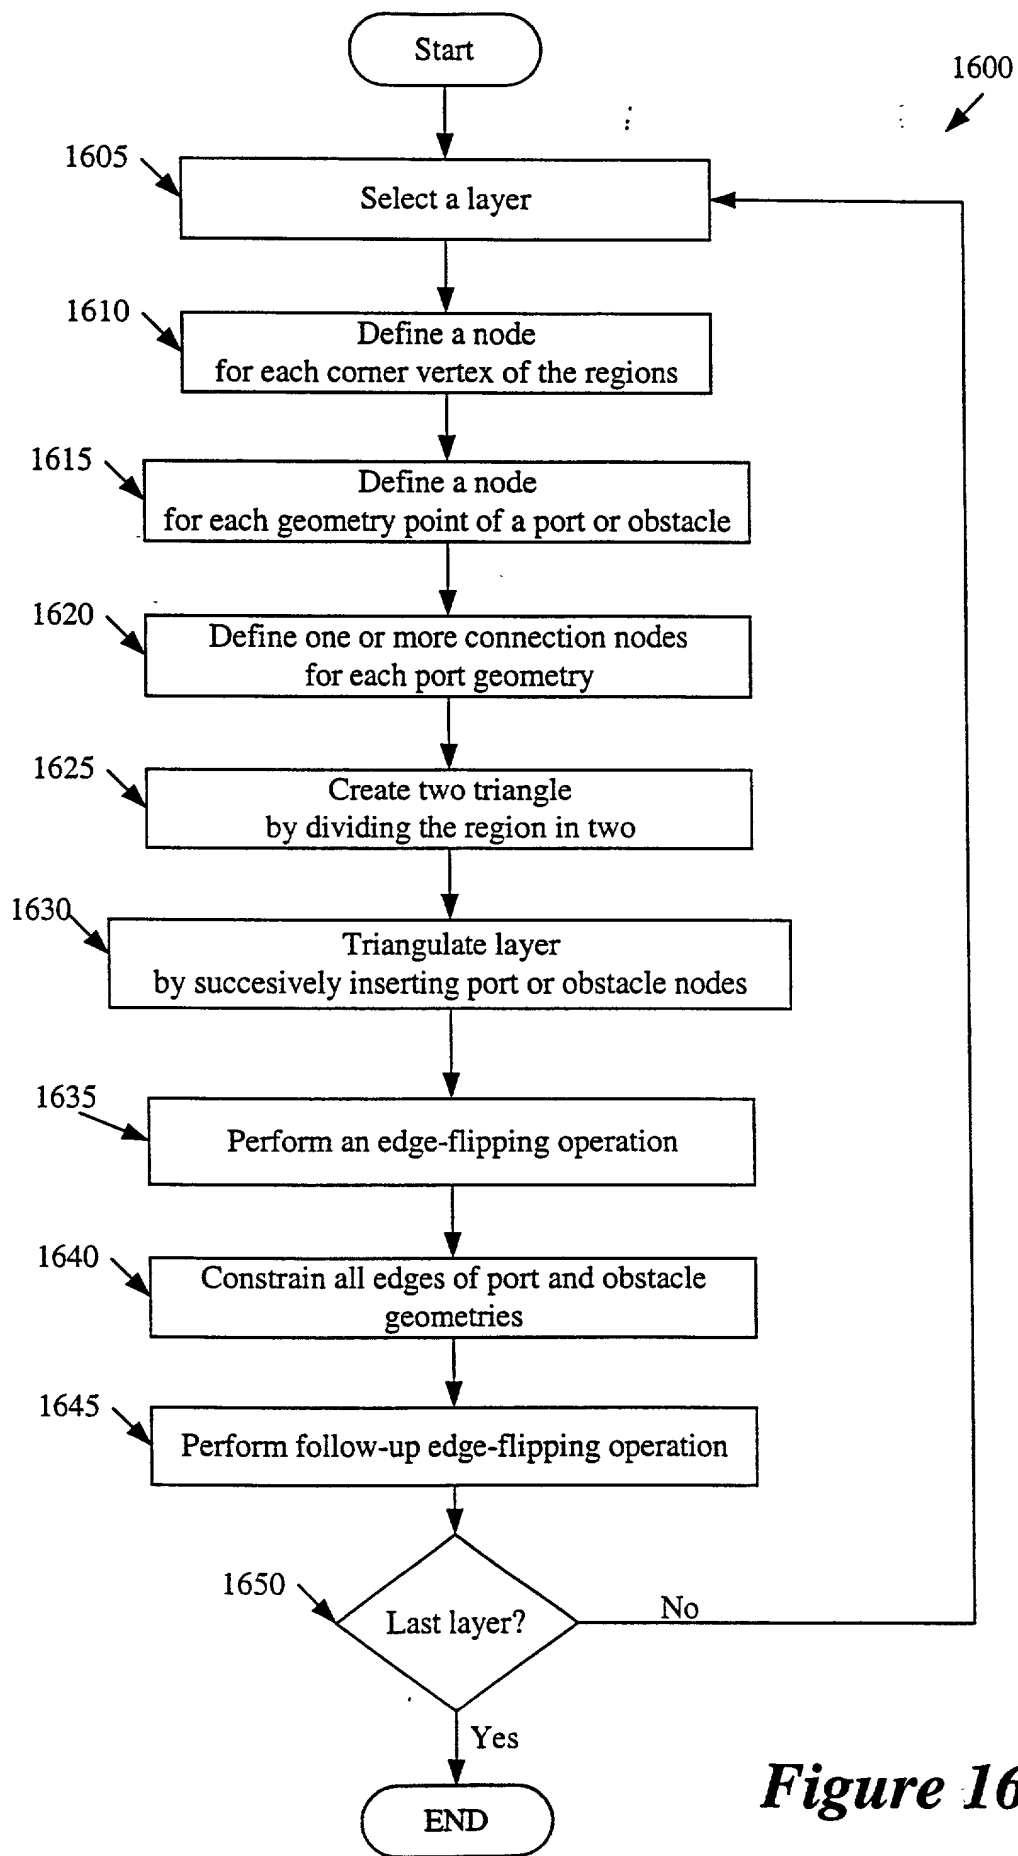 Start
1600
1605
Select a layer
1610
Define a node
for each corner vertex of the regions
1615
Define a node
for each geometry point of a port or obstacle
1620
Define one or more connection nodes
for each port geometry
1625
Create two triangle
by dividing the region in two
1630
Triangulate layer
by succesively inserting port or obstacle nodes
1635
Perform an edge-flipping operation
1640
Constrain all edges of port and obstacle
geometries
1645
Perform follow-up edge-flipping operation
1650
Last layer?
No
Yes
END
Figure 16